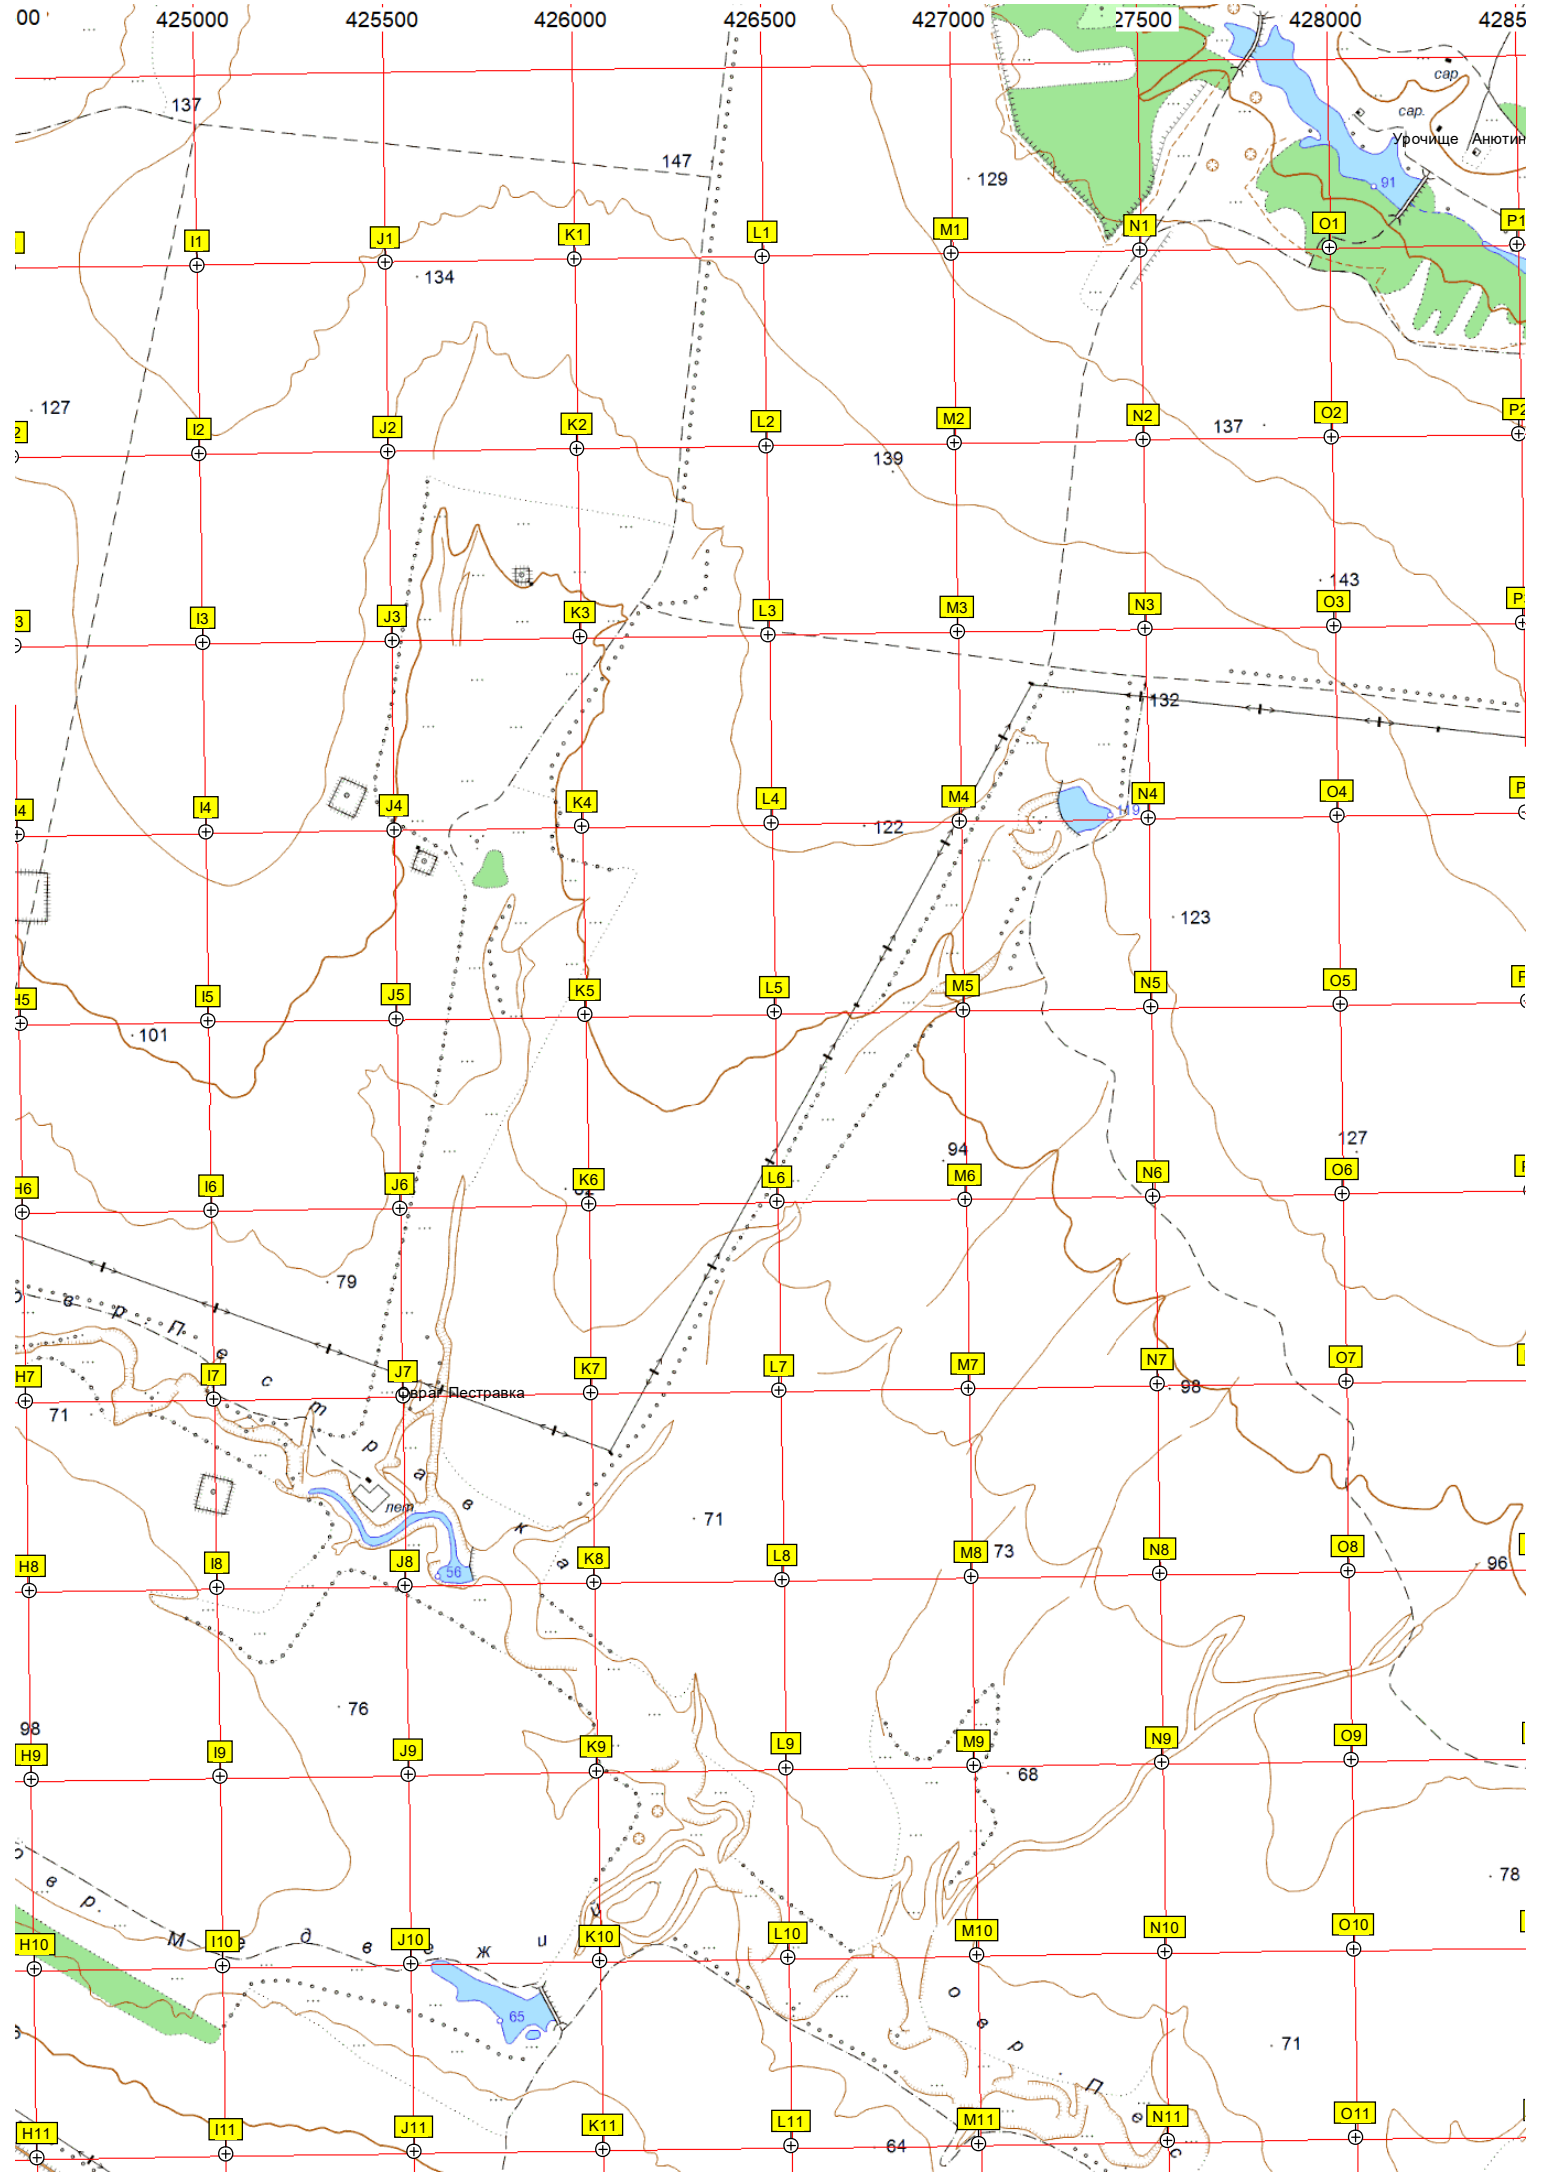 00 425000 425500 426000 426500 427000 27500 428000 4285
сар
137 сар.
Урочище Анютин
147 129 91
I1 J1 K1 L1 M1 N1 O1 P1
134
127 137
I2 J2 K2 L2 M2 N2 O2 P2
139
143
I3 J3 K3 L3 M3 N3 O3
132
I4 J4 K4 L4 M4 N4 O4
122 149
123
H5 I5 J5 K5 L5 M5 N5 O5
101
127
94
H6 I6 J6 K6 L6 M6 N6 O6
79
о в р П е с т р а в к а
H7 I7 J7 K7 L7 M7 N7 O7
овраг Пестравка
98
71
лет.
71
73
96
H8 I8 J8 K8 L8 M8 N8 O8
56
76
98
H9 I9 J9 K9 L9 M9 N9 O9
68
78
о в р. М е д в е ж и й
H10 I10 J10 K10 L10 M10 N10 O10
65
71
о в р. П е с
H11 I11 J11 K11 L11 M11 N11 O11
64